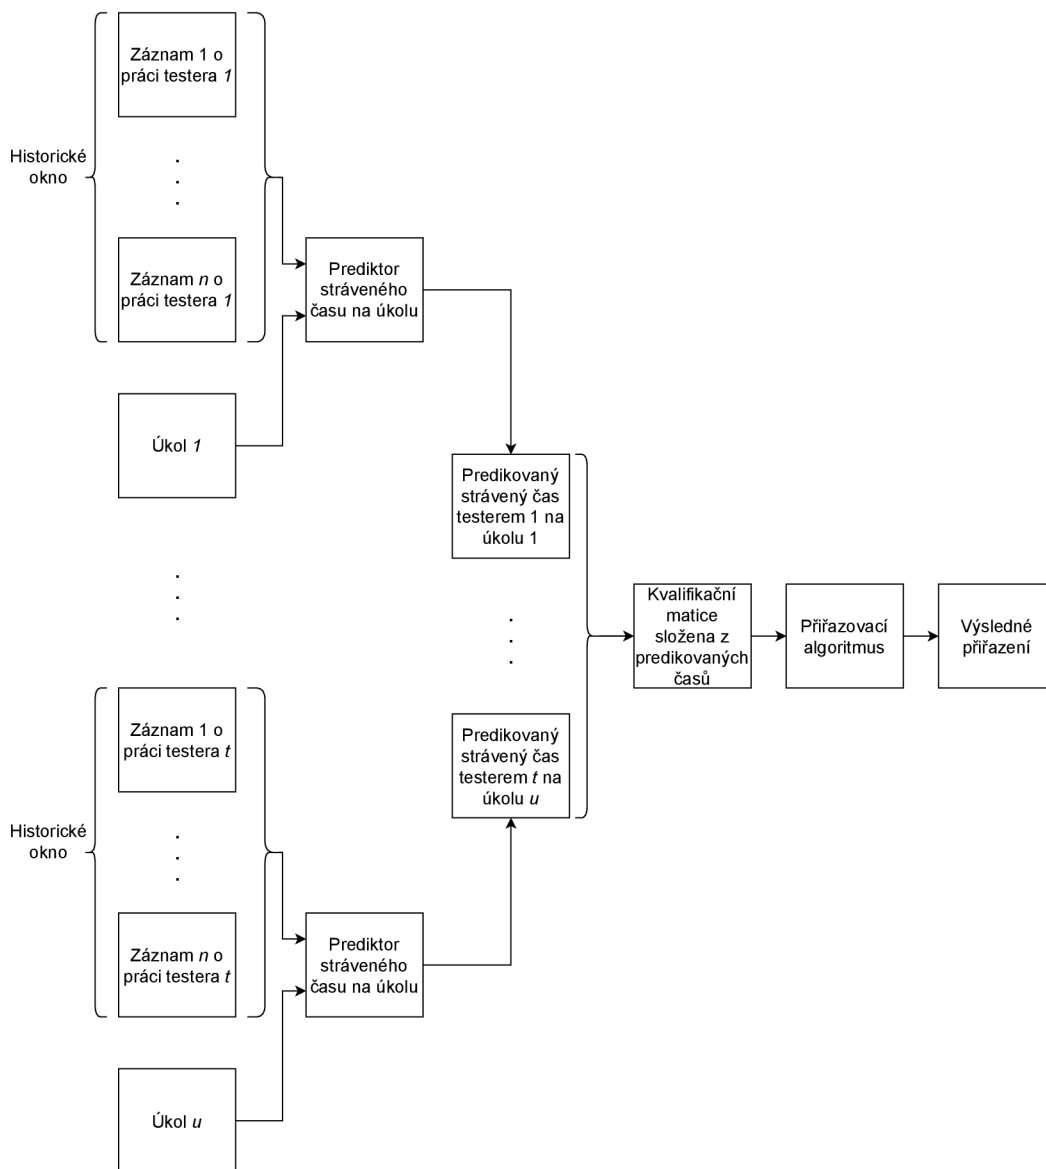 Záznam 1 o
práci testera 1
Historické
okno
Záznam n o
práci testera 1
Prediktor
stráveného
času na úkolu
Úkol 1
Predikovaný
strávený čas
testerem 1 na
úkolu 1
Kvalifikační
matice
složena z
predikovaných
časů
Přiřazovací
algoritmus
Výsledné
přiřazení
Záznam 1 o
práci testera t
Predikovaný
strávený čas
testerem t na
úkolu u
Historické
okno
Záznam n o
práci testera t
Prediktor
stráveného
času na úkolu
Úkol u